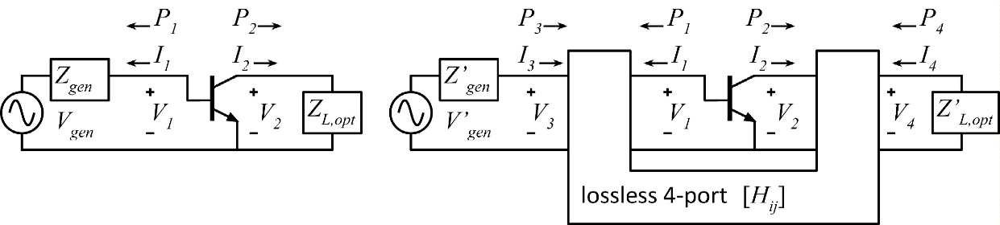 P1 P2 P3 P1 P2 P4
I1 I2 I3 I1 I2 I4
Zgen Z'gen
+ + + + + +
Vgen V1 V2 ZL,opt V'gen V3 V1 V2 V4 Z'L,opt
- - - - - -
lossless 4-port [Hij]